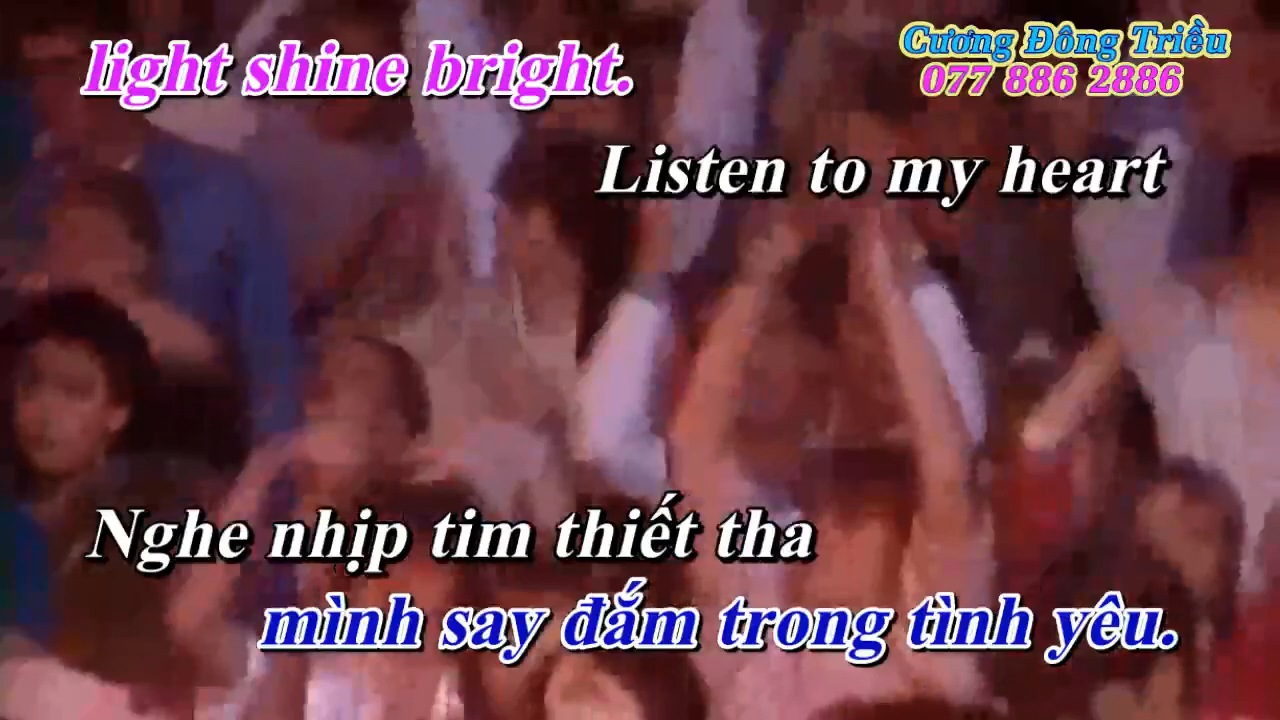 light shine bright.
Cương Đông Triều
077 886 2886
Listen to my heart
Nghe nhịp tim thiết tha
mình say đắm trong tình yêu.